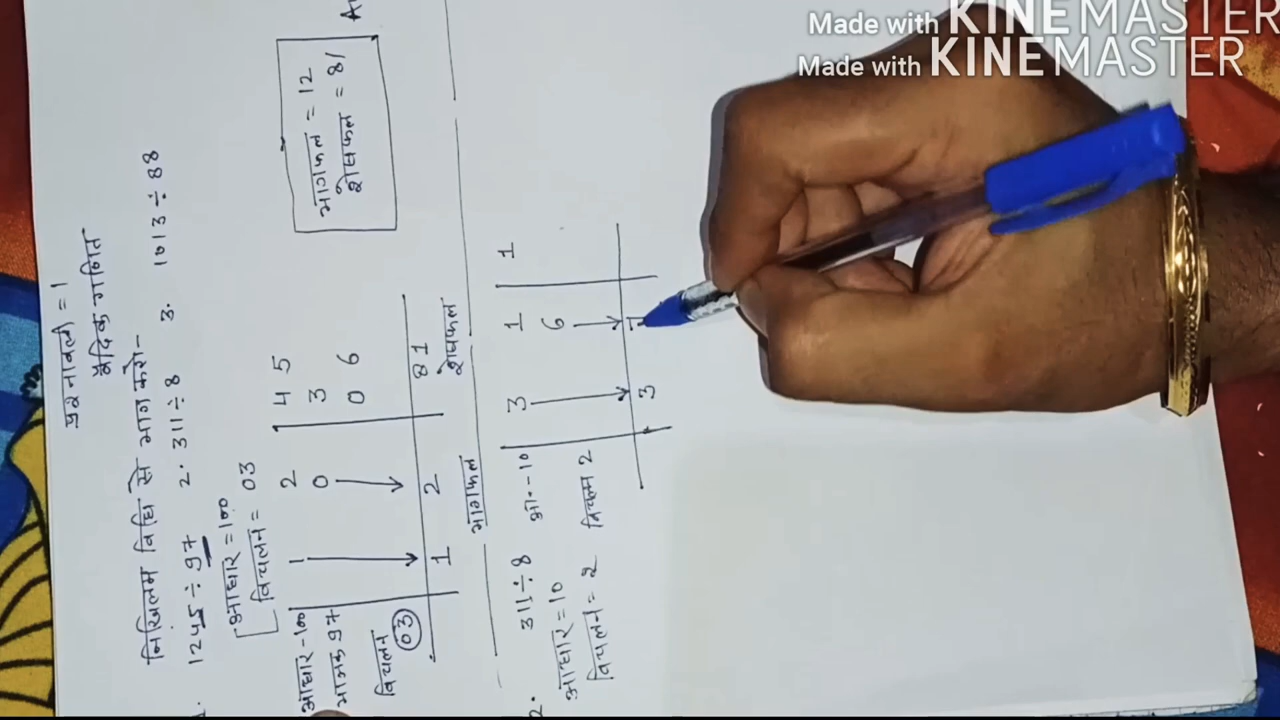 प्रश्नावली = 1
वैदिक गणित
निखिलम विधि से भाग करो-
1245 ÷ 97 2. 311 ÷ 8 3. 1013 ÷ 88
आधार = 100
विचलन = 03
आधार - 100 1 2 4 5
भाजक 97 0 3
विचलन 0 6
03
1 2 81
भागफल शेषफल
भागफल = 12
शेषफल = 81
2. 311 ÷ 8
आधार = 10
विचलन = 2
आ. - 10 3 1 1
विचलन 2 6
3 7
Made with KINEMASTER
Made with KINEMASTER